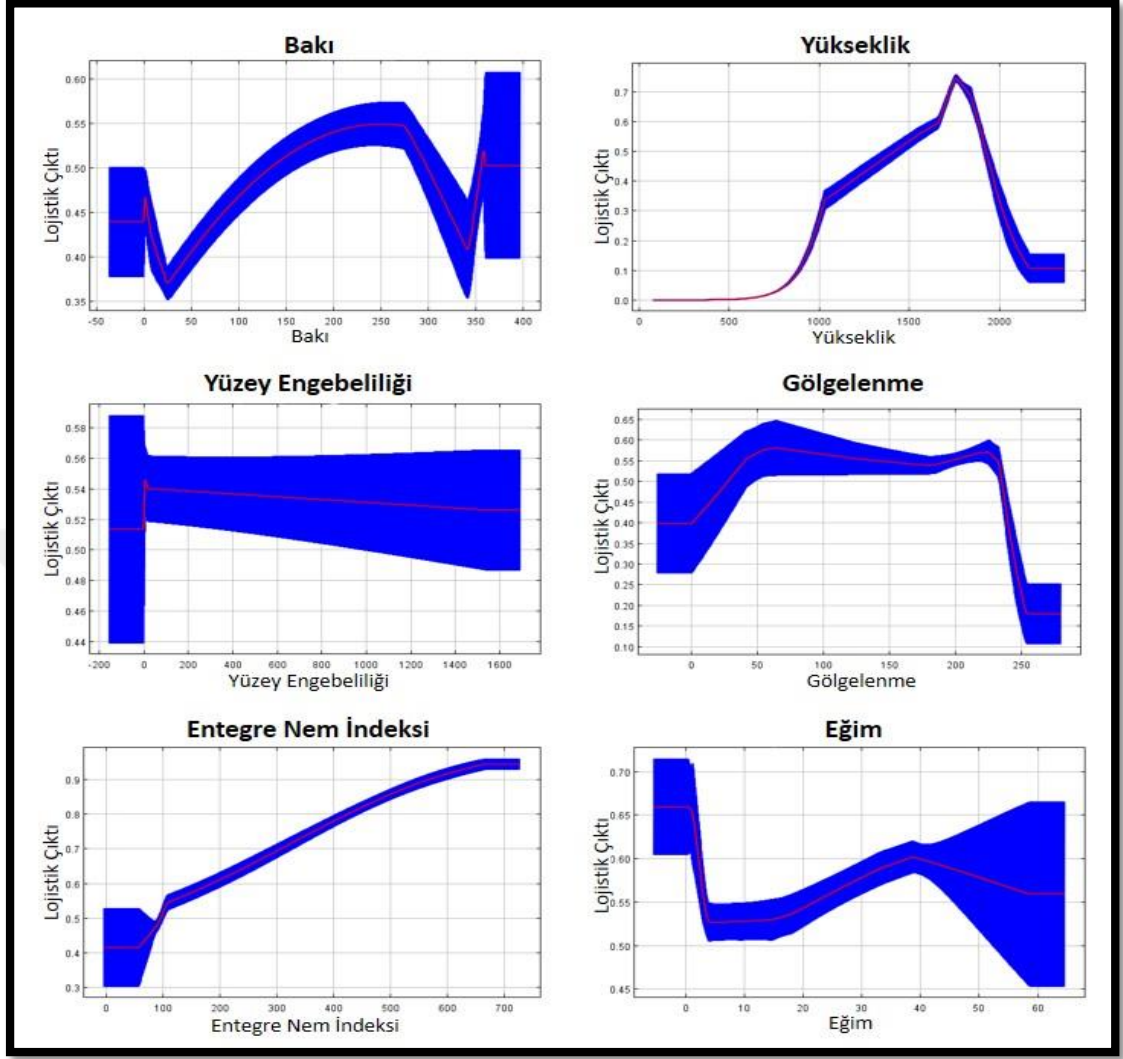 Bakı
Lojistik Çıktı
0.60
0.55
0.50
0.45
0.40
0.35
-50 0 50 100 150 200 250 300 350 400
Bakı
Yükseklik
Lojistik Çıktı
0.7
0.6
0.5
0.4
0.3
0.2
0.1
0.0
0 500 1000 1500 2000
Yükseklik
Yüzey Engebeliliği
Lojistik Çıktı
0.58
0.56
0.54
0.52
0.50
0.48
0.46
0.44
-200 0 200 400 600 800 1000 1200 1400 1600
Yüzey Engebeliliği
Gölgelenme
Lojistik Çıktı
0.65
0.60
0.55
0.50
0.45
0.40
0.35
0.30
0.25
0.20
0.15
0.10
0 50 100 150 200 250
Gölgelenme
Entegre Nem İndeksi
Lojistik Çıktı
0.9
0.8
0.7
0.6
0.5
0.4
0.3
0 100 200 300 400 500 600 700
Entegre Nem İndeksi
Eğim
Lojistik Çıktı
0.70
0.65
0.60
0.55
0.50
0.45
0 10 20 30 40 50 60
Eğim